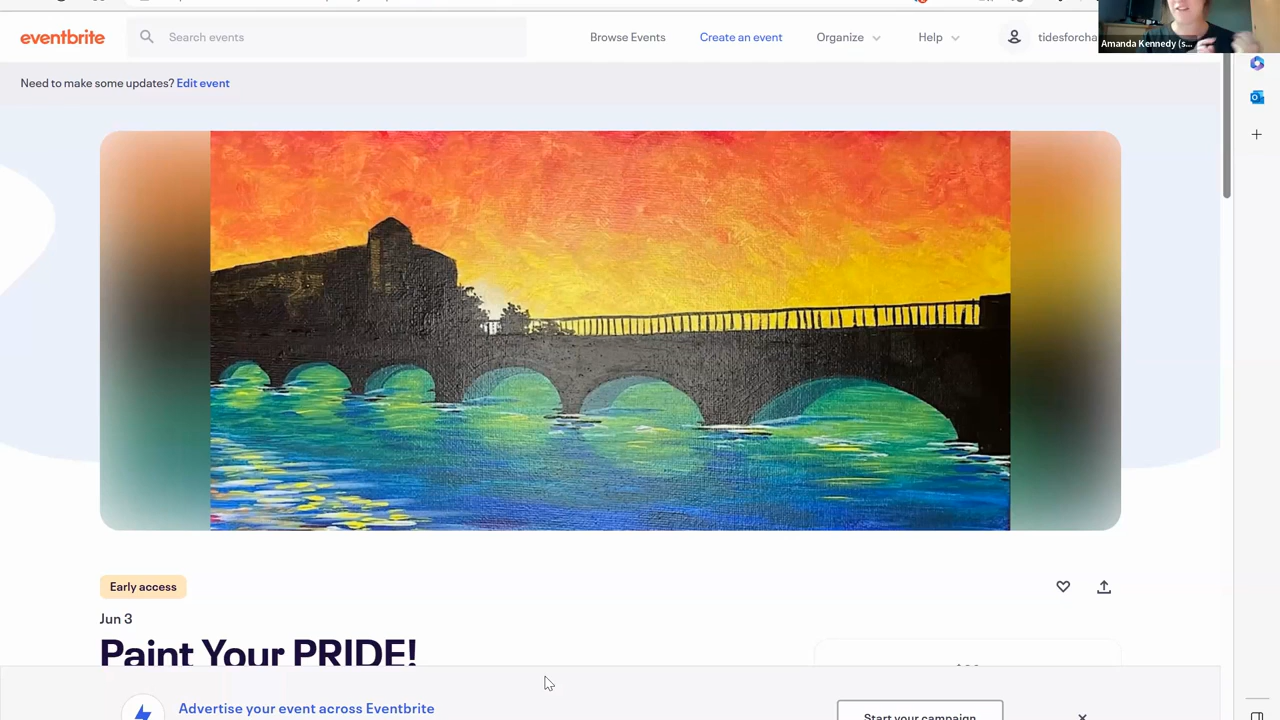 eventbrite
Search events
Browse Events
Create an event
Organize
Help
tidesforcha
Amanda Kennedy (s...
Need to make some updates? Edit event
Early access
Jun 3
Paint Your PRIDE!
Advertise your event across Eventbrite
Start your campaign